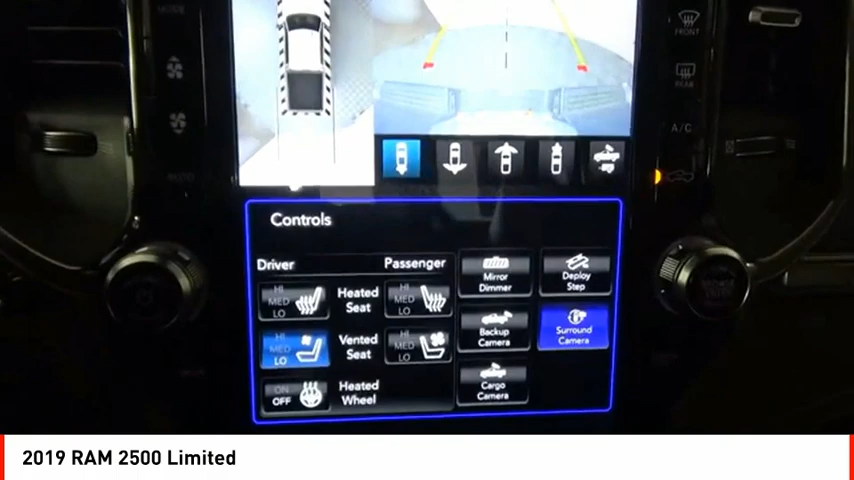 MODE
FRONT
REAR
A/C
Controls
Driver
Passenger
HI
MED
LO
Heated
Seat
HI
MED
LO
Mirror
Dimmer
Deploy
Step
HI
MED
LO
Vented
Seat
HI
MED
LO
Backup
Camera
Surround
Camera
ON
OFF
Heated
Wheel
Cargo
Camera
2019 RAM 2500 Limited